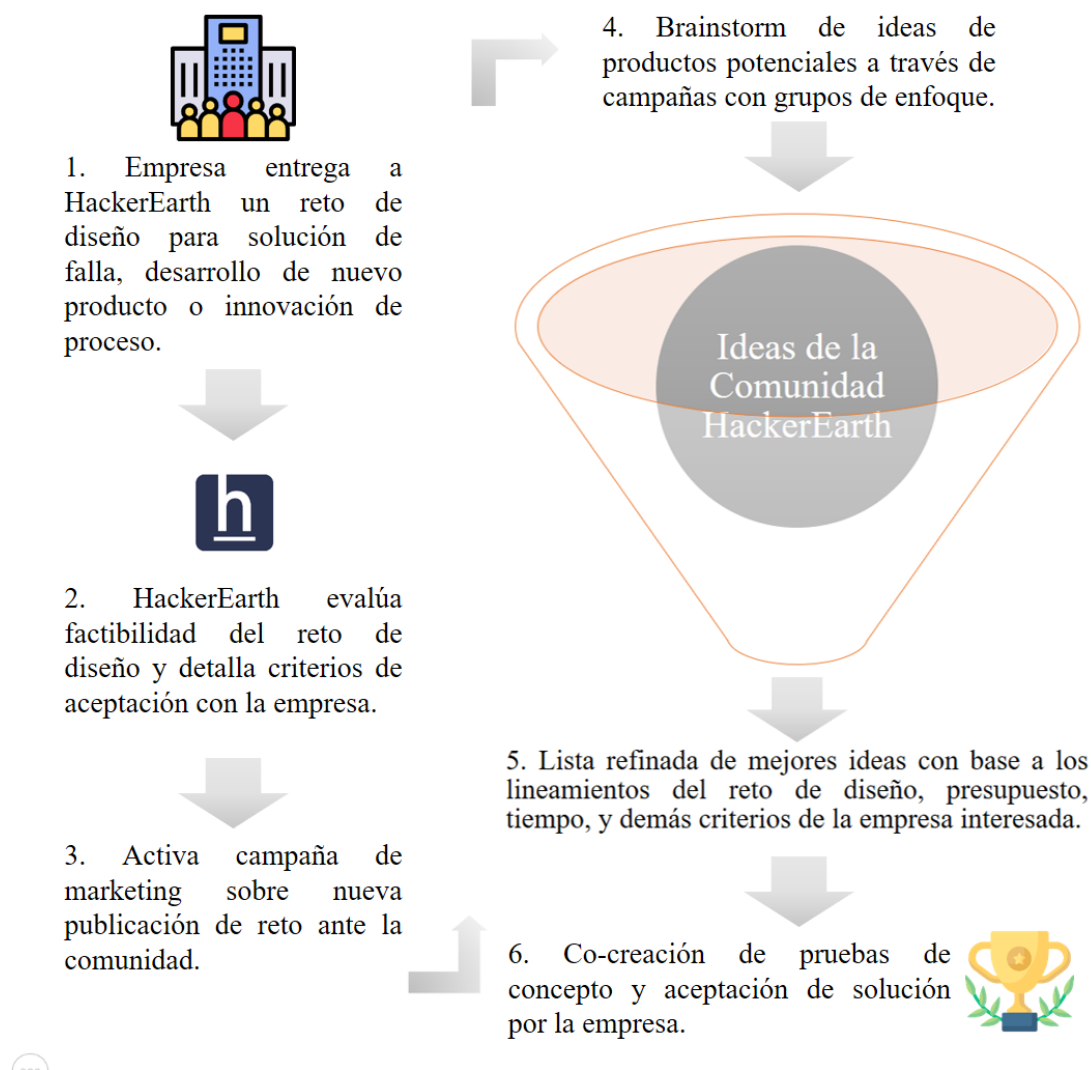 1. Empresa entrega a
HackerEarth un reto de
diseño para solución de
falla, desarrollo de nuevo
producto o innovación de
proceso.
h
2. HackerEarth evalúa
factibilidad del reto de
diseño y detalla criterios de
aceptación con la empresa.
3. Activa campaña de
marketing sobre nueva
publicación de reto ante la
comunidad.
4. Brainstorm de ideas de
productos potenciales a través de
campañas con grupos de enfoque.
Ideas de la
Comunidad
HackerEarth
5. Lista refinada de mejores ideas con base a los
lineamientos del reto de diseño, presupuesto,
tiempo, y demás criterios de la empresa interesada.
6. Co-creación de pruebas de
concepto y aceptación de solución
por la empresa.